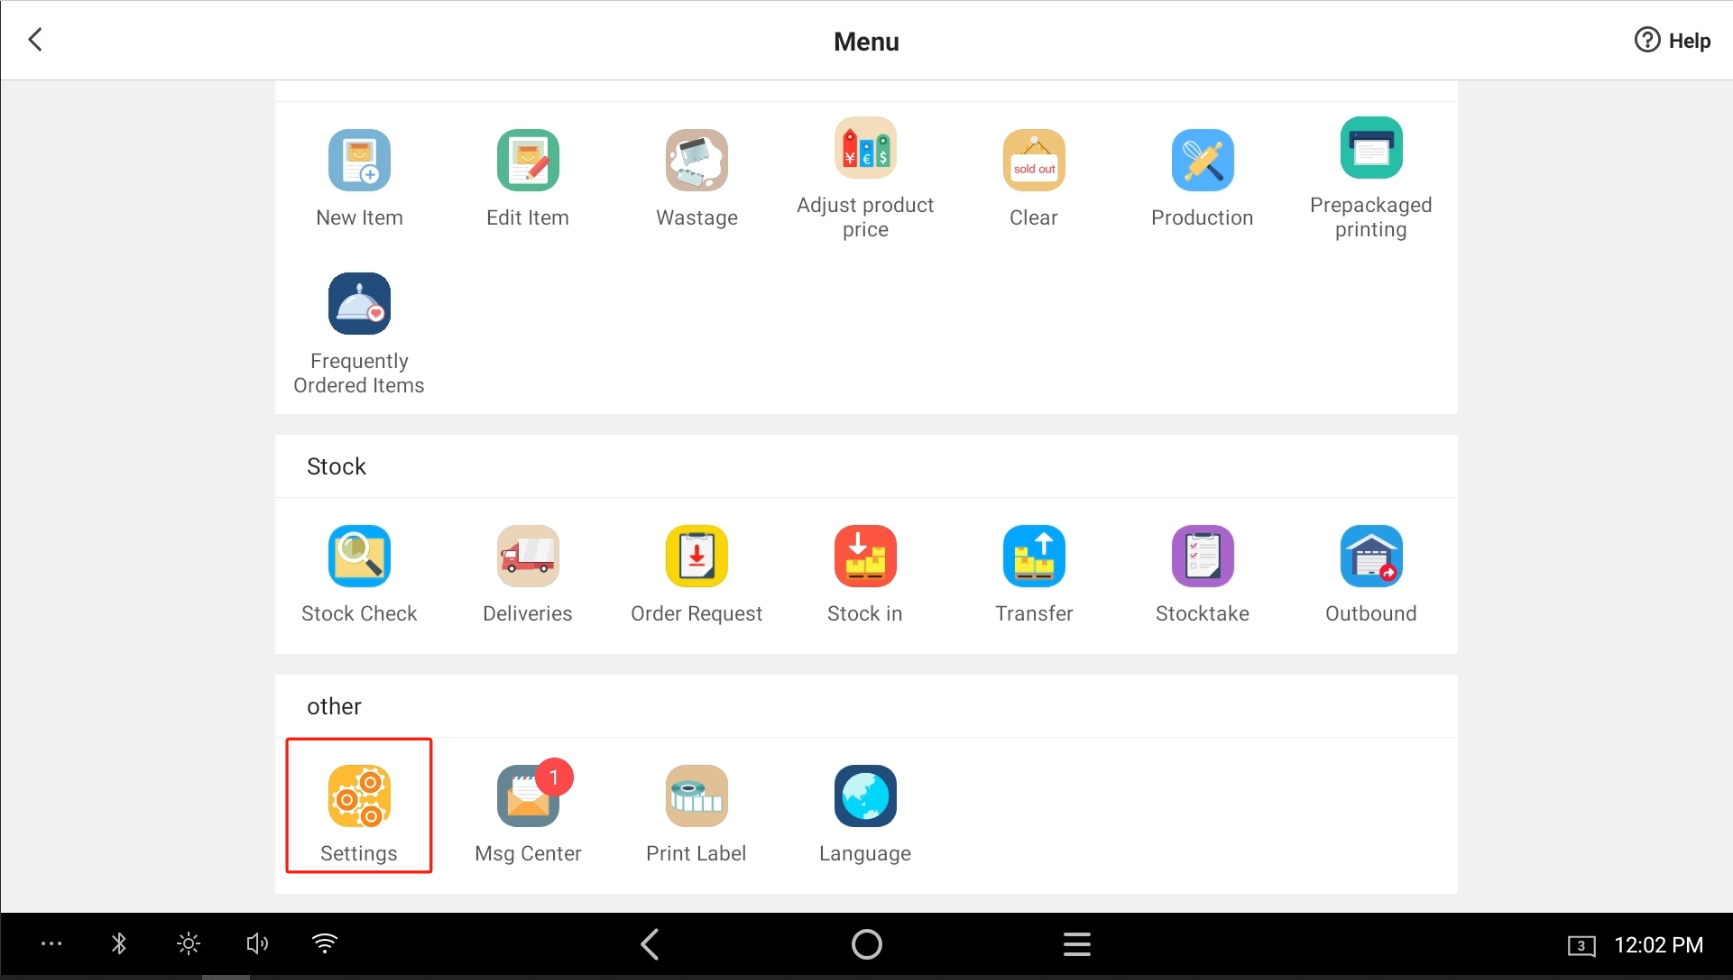 Menu
Help
¥ € $
sold out
New Item
Edit Item
Wastage
Adjust product
price
Clear
Production
Prepackaged
printing
Frequently
Ordered Items
Stock
Stock Check
Deliveries
Order Request
Stock in
Transfer
Stocktake
Outbound
other
1
Settings
Msg Center
Print Label
Language
3
12:02 PM